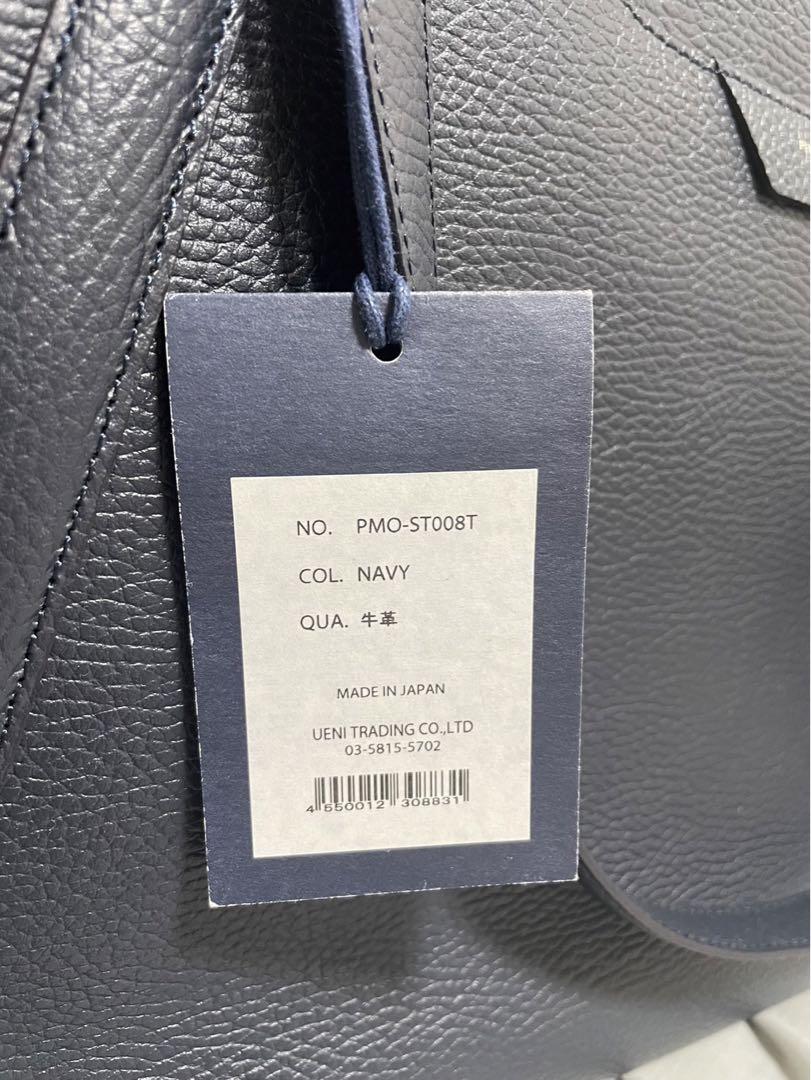 NO. PMO-ST008T
COL. NAVY
QUA. 牛革
MADE IN JAPAN
UENI TRADING CO.,LTD
03-5815-5702
4 550012 308831